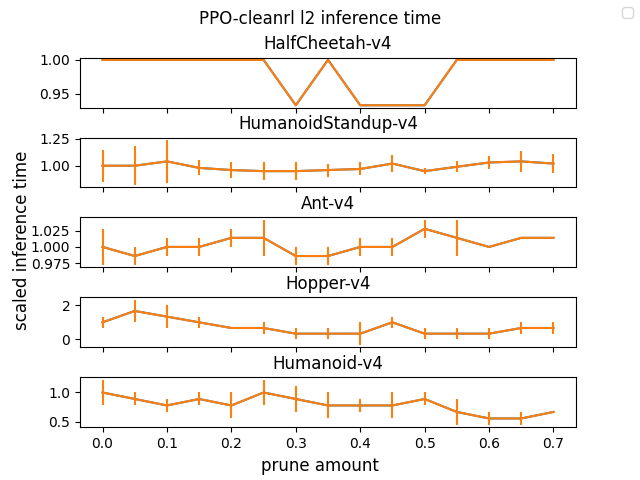 PPO-cleanrl l2 inference time
HalfCheetah-v4
1.00
0.95
HumanoidStandup-v4
1.25
1.00
Ant-v4
1.025
1.000
0.975
scaled inference time
Hopper-v4
2
0
Humanoid-v4
1.0
0.5
0.0 0.1 0.2 0.3 0.4 0.5 0.6 0.7
prune amount